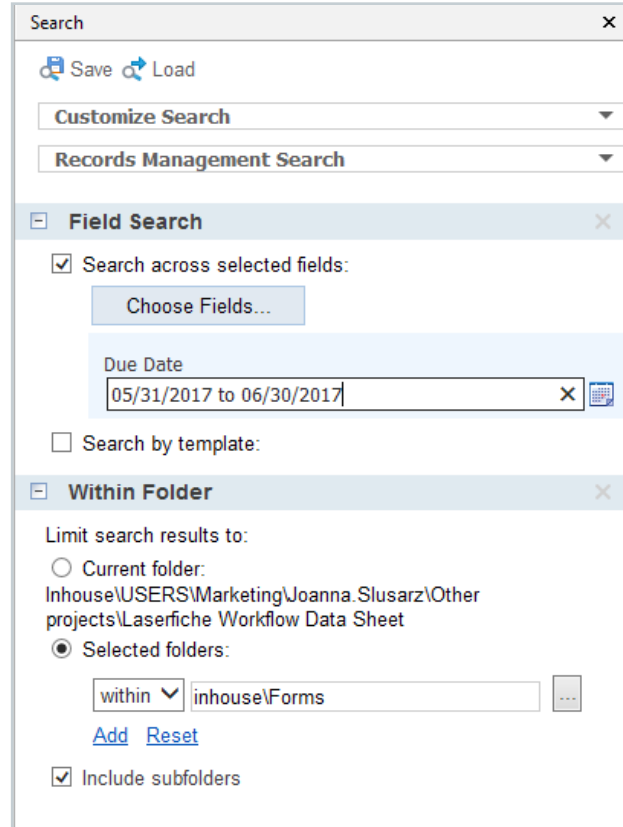 Search
Save Load
Customize Search
Records Management Search
Field Search
Search across selected fields:
Choose Fields...
Due Date
05/31/2017 to 06/30/2017
Search by template:
Within Folder
Limit search results to:
Current folder:
Inhouse\USERS\Marketing\Joanna.Slusarz\Other
projects\Laserfiche Workflow Data Sheet
Selected folders:
within inhouse\Forms ...
Add Reset
Include subfolders